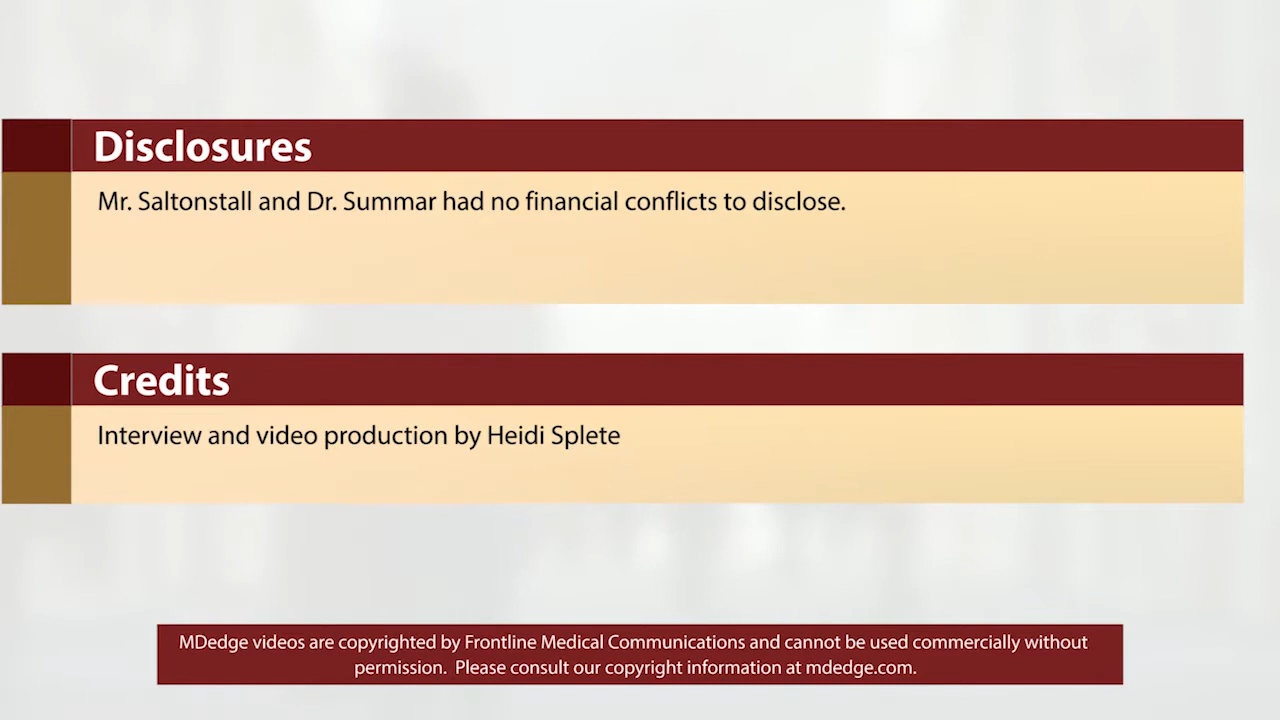 Disclosures
Mr. Saltonstall and Dr. Summar had no financial conflicts to disclose.
Credits
Interview and video production by Heidi Splete
MDedge videos are copyrighted by Frontline Medical Communications and cannot be used commercially without
permission.  Please consult our copyright information at mdedge.com.